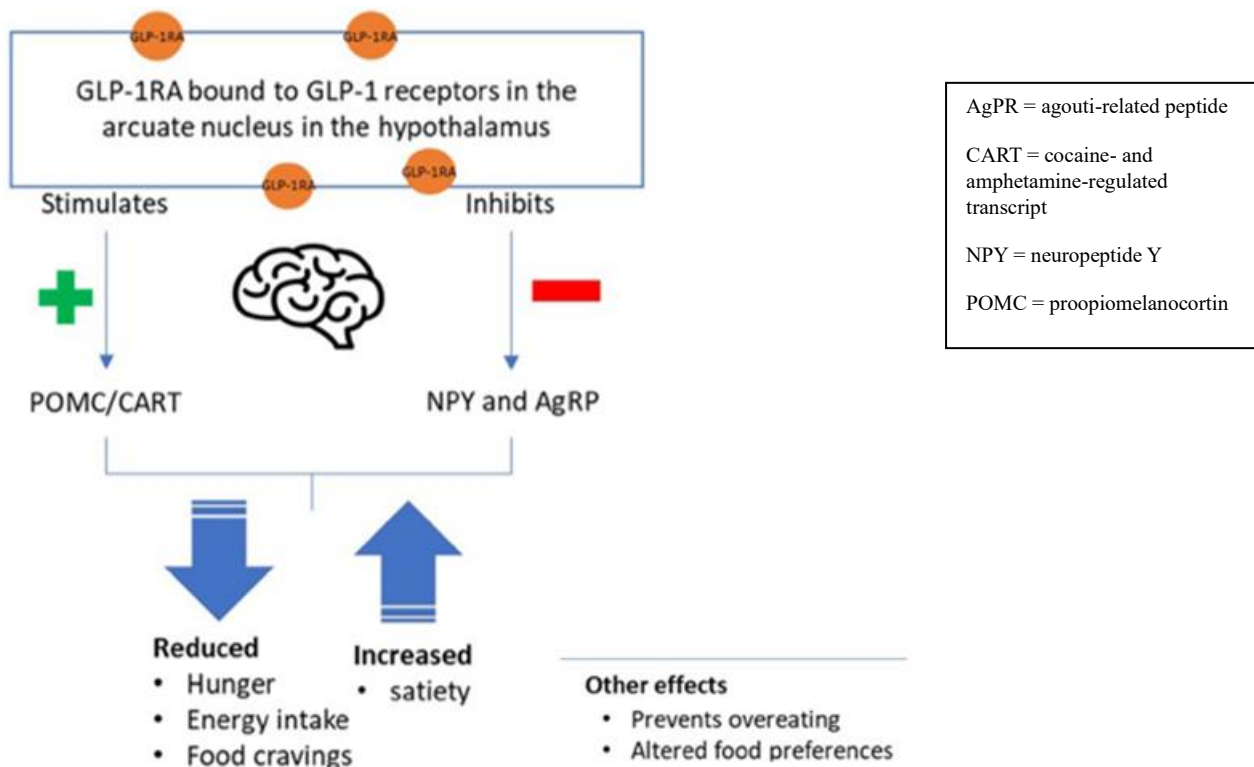 GLP-1RA
GLP-1RA
GLP-1RA bound to GLP-1 receptors in the
arcuate nucleus in the hypothalamus
GLP-1RA
GLP-1RA
Stimulates
Inhibits
POMC/CART
NPY and AgRP
Reduced
• Hunger
• Energy intake
• Food cravings
Increased
• satiety
Other effects
• Prevents overeating
• Altered food preferences
AgPR = agouti-related peptide
CART = cocaine- and
amphetamine-regulated
transcript
NPY = neuropeptide Y
POMC = proopiomelanocortin